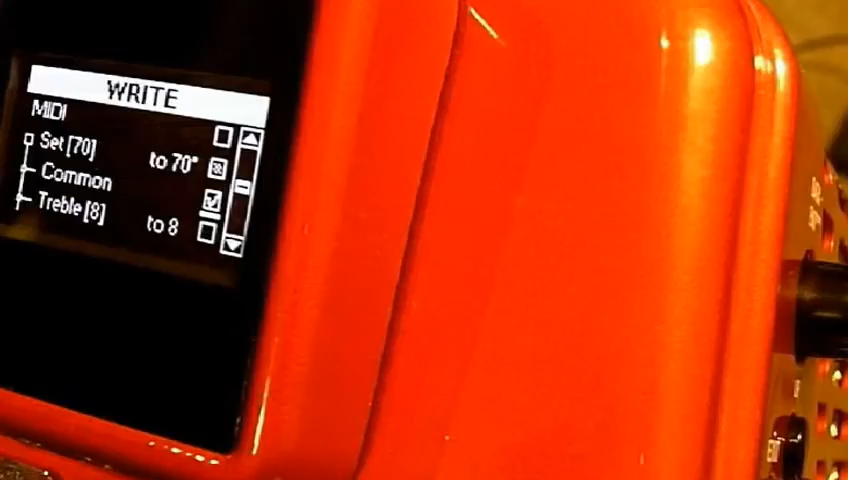 WRITE
MIDI
Set [70] to 70*
Common
Treble [8] to 8